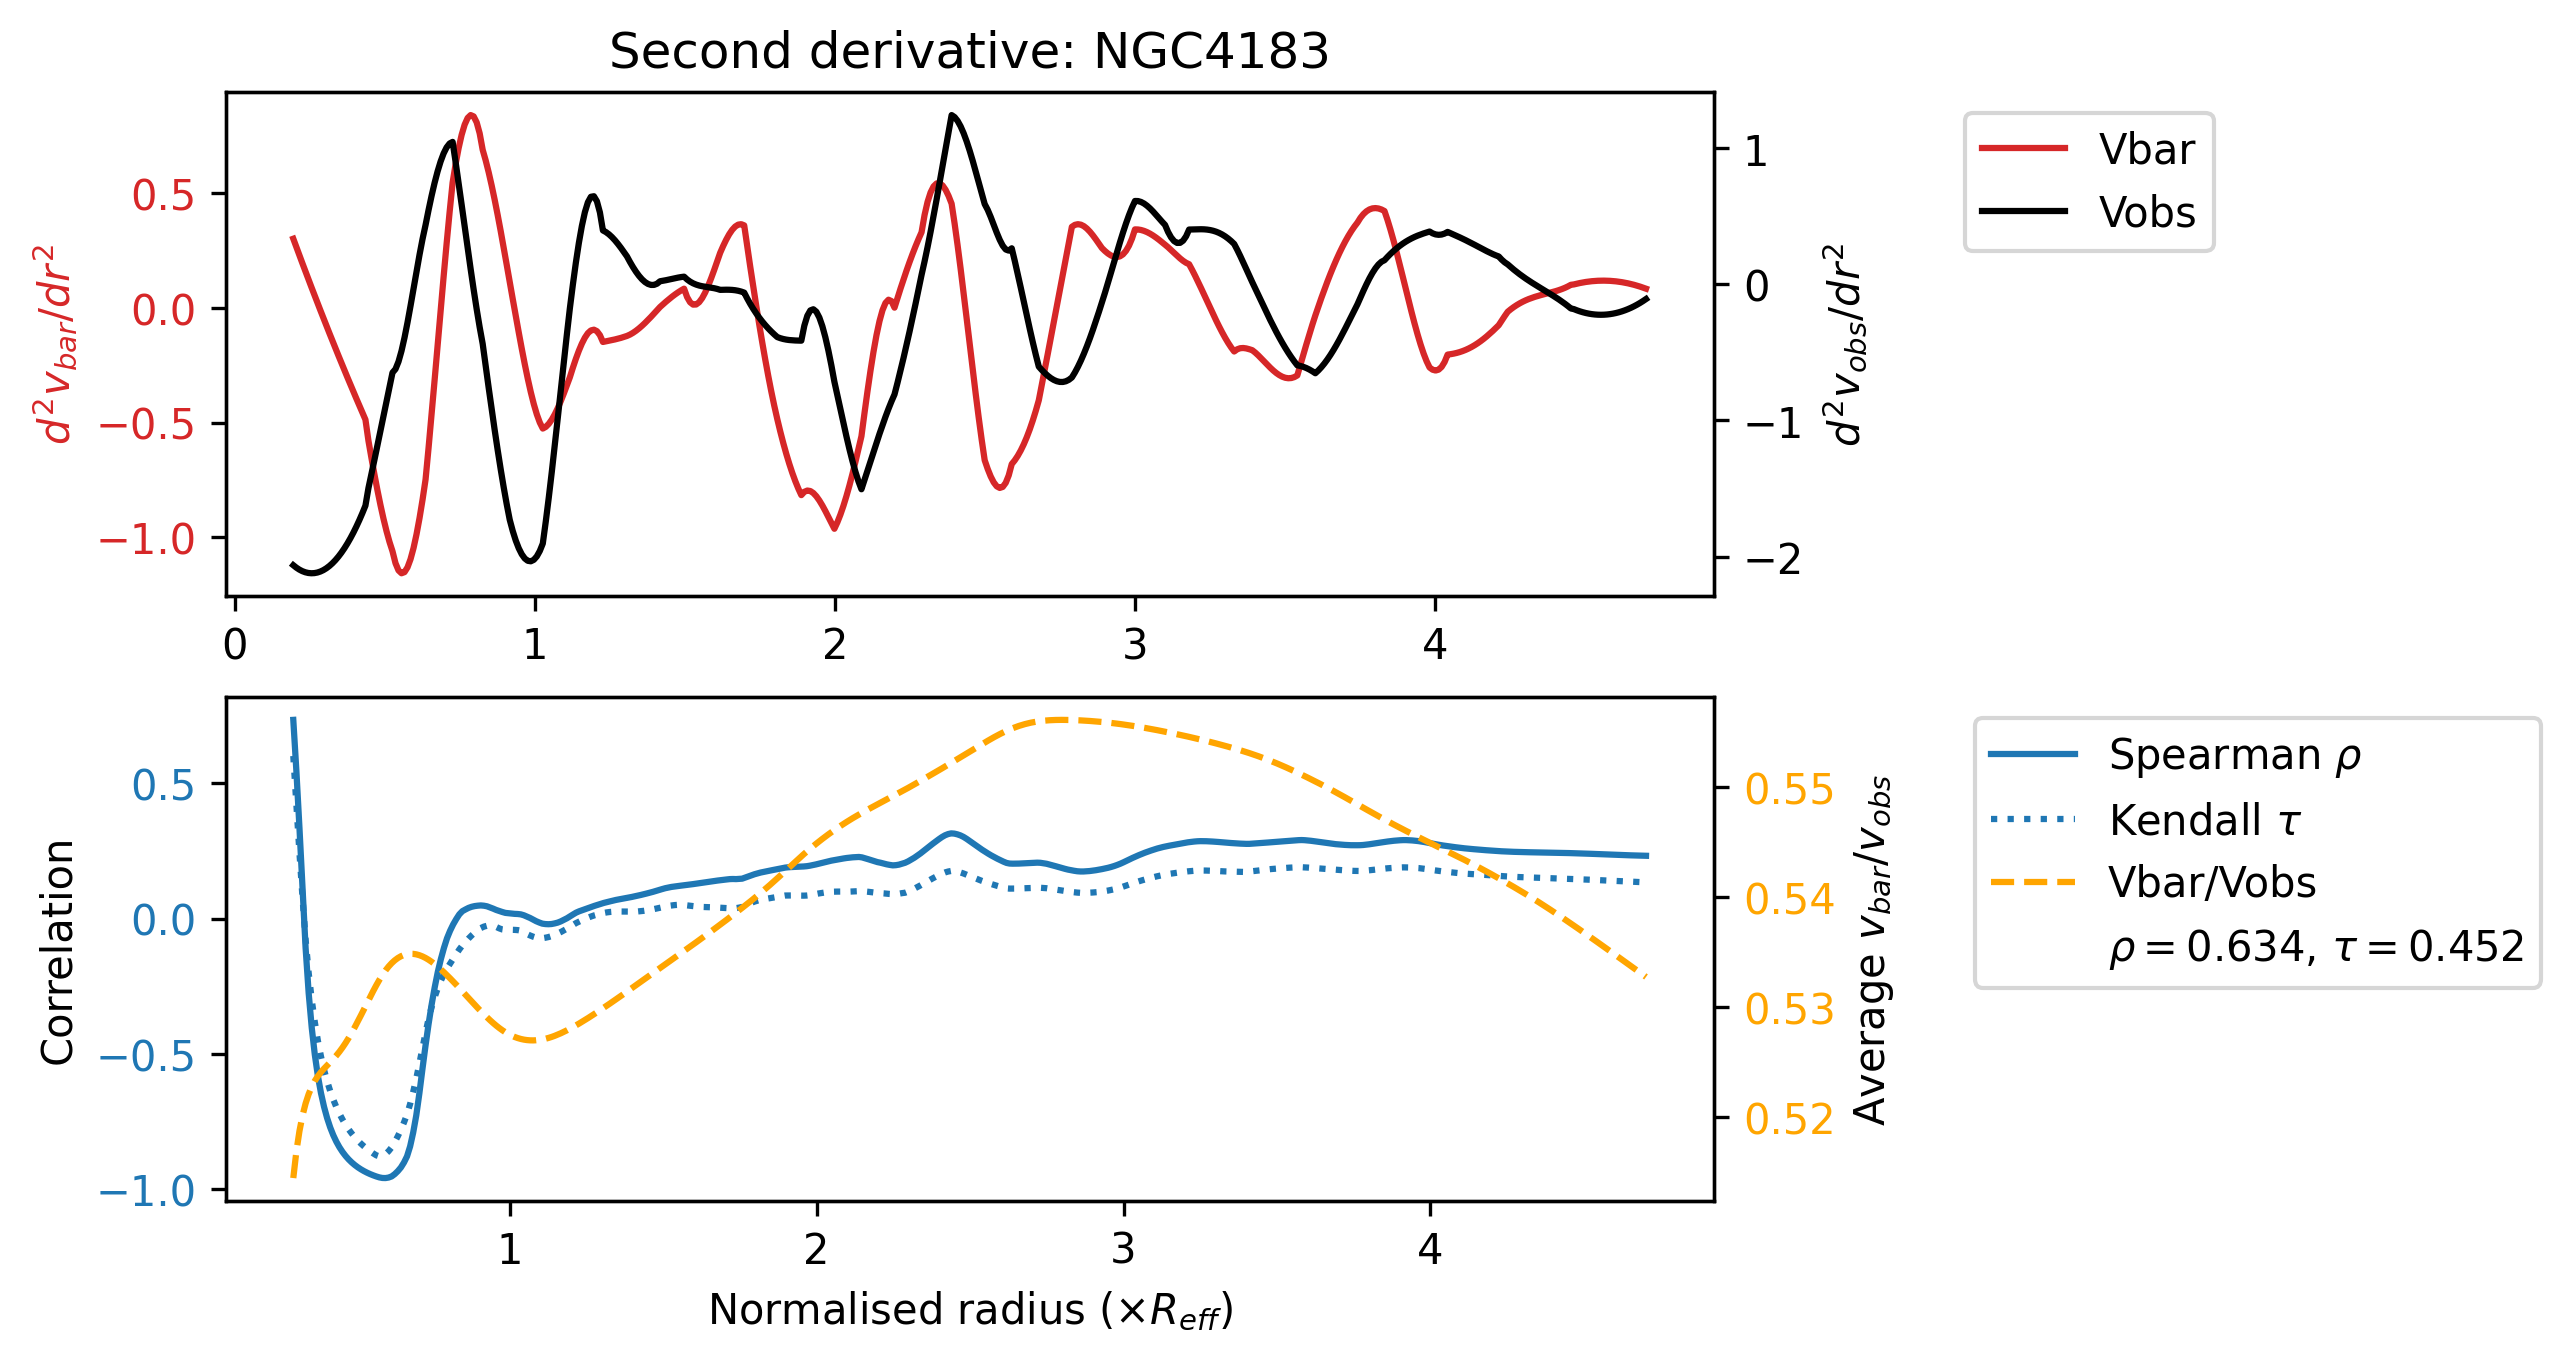 Second derivative: NGC4183
d²v_bar/dr²
0.5
0.0
−0.5
−1.0
1
0
−1
−2
d²v_obs/dr²
0 1 2 3 4
Vbar
Vobs
Correlation
0.5
0.0
−0.5
−1.0
0.55
0.54
0.53
0.52
Average v_bar/v_obs
1 2 3 4
Normalised radius (×R_eff)
Spearman ρ
Kendall τ
Vbar/Vobs
ρ = 0.634, τ = 0.452